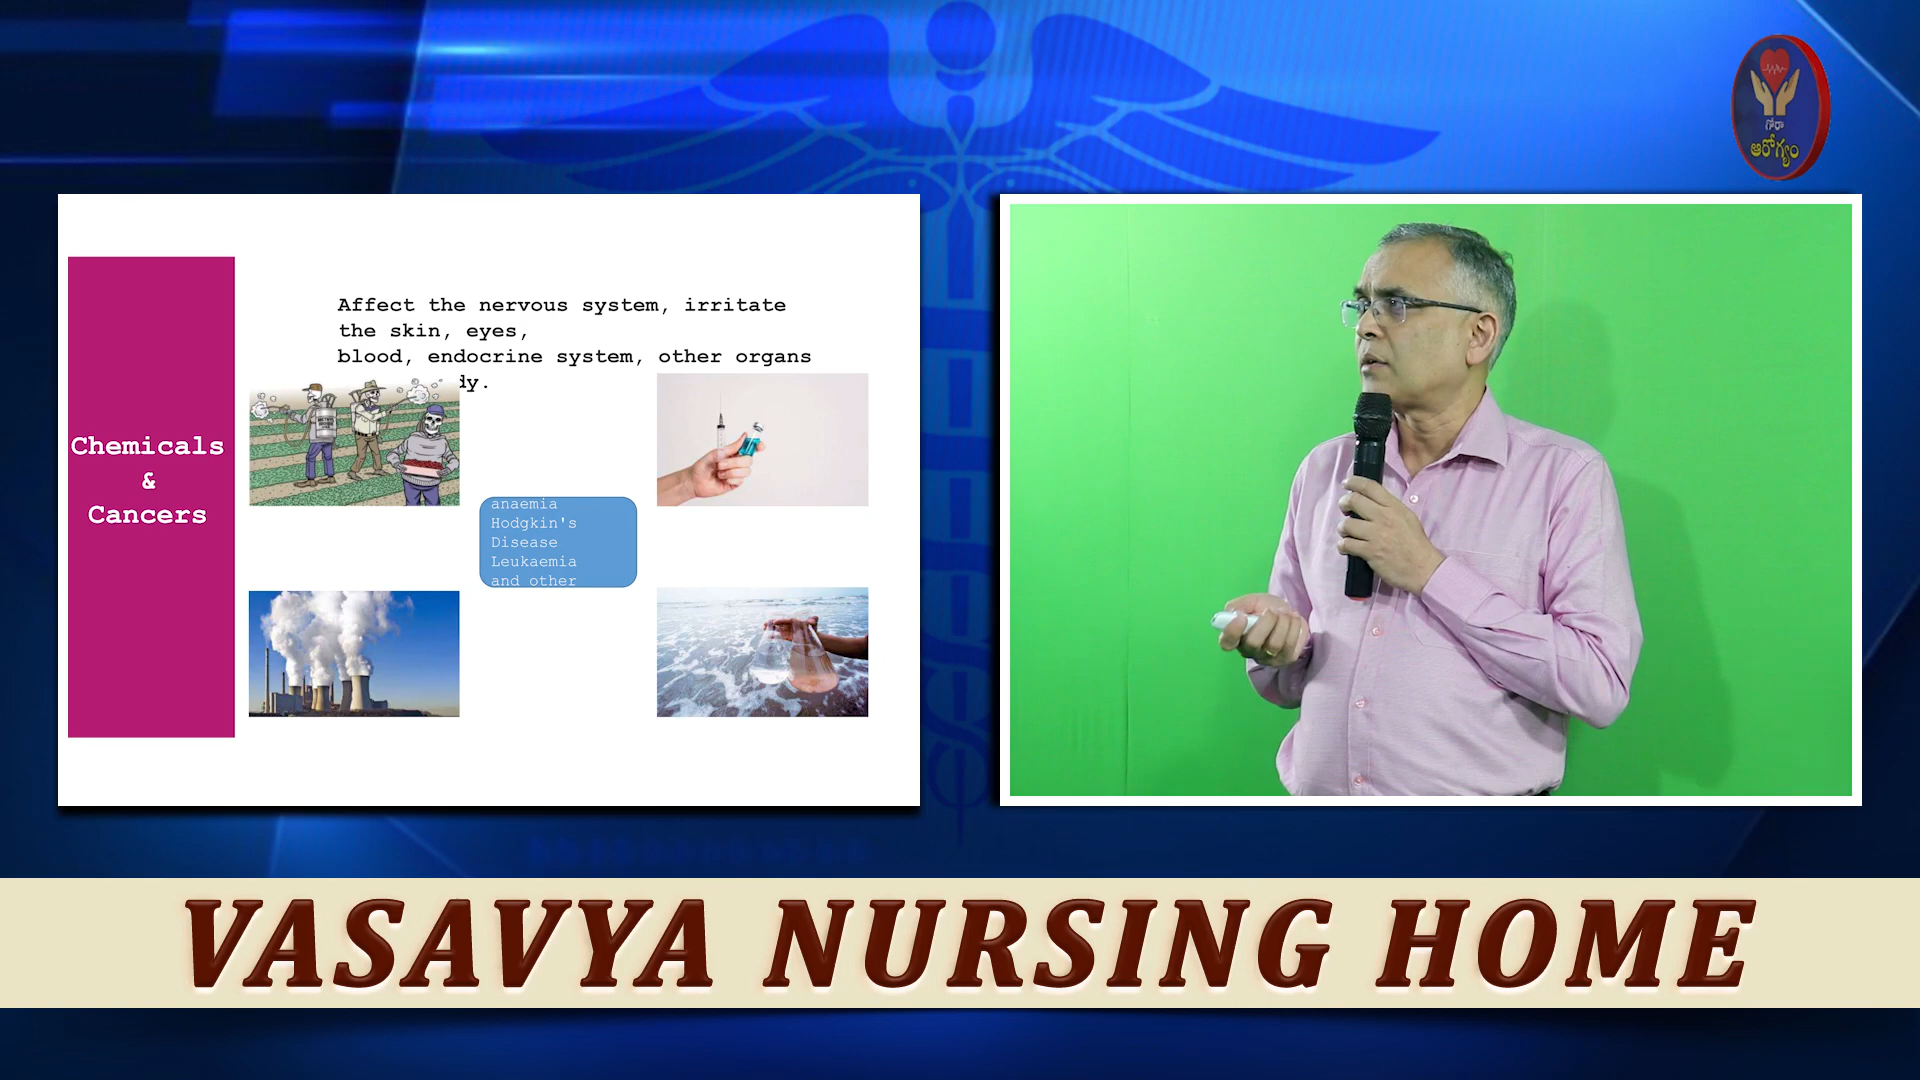 గోరా
ఆరోగ్యం
Affect the nervous system, irritate
the skin, eyes,
blood, endocrine system, other organs
dy.
Chemicals
&
Cancers
anaemia
Hodgkin's
Disease
Leukaemia
and other
VASAVYA NURSING HOME